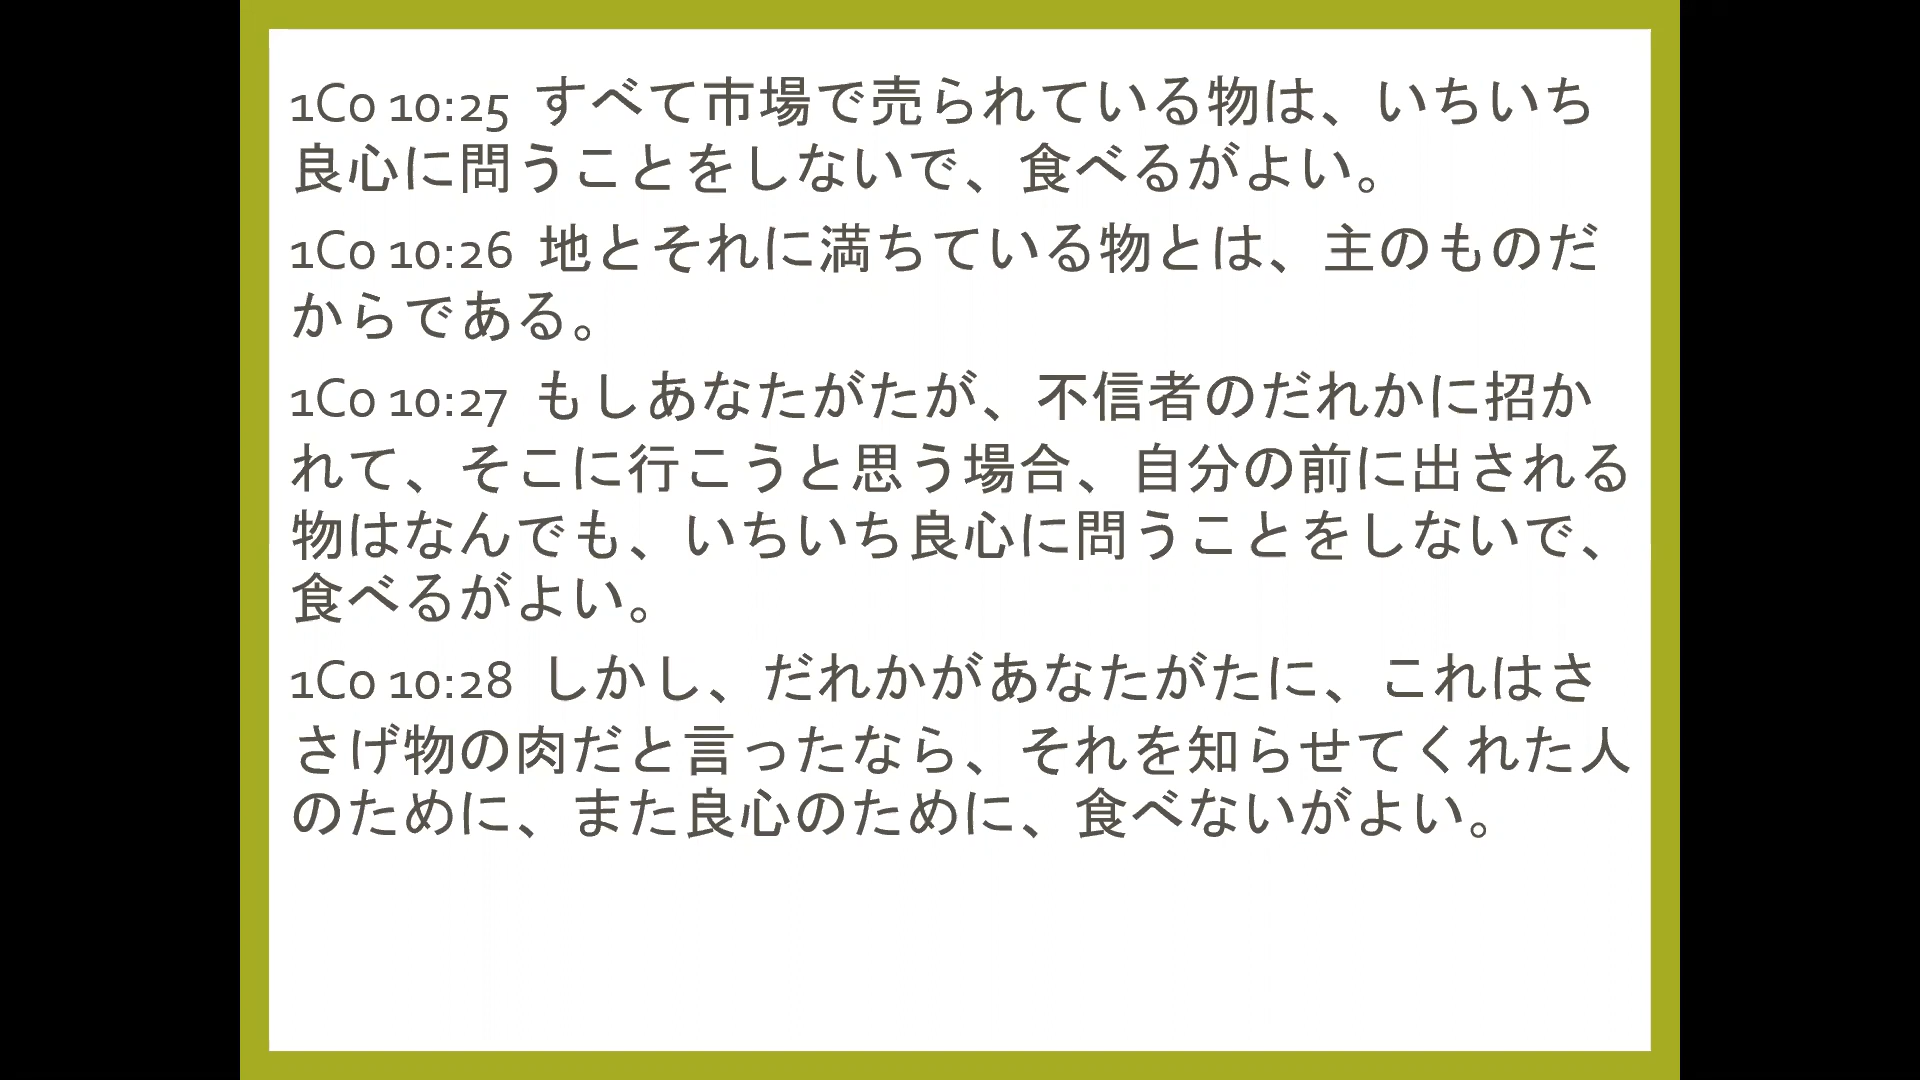 1Co 10:25 すべて市場で売られている物は、いちいち
良心に問うことをしないで、食べるがよい。
1Co 10:26 地とそれに満ちている物とは、主のものだ
からである。
1Co 10:27 もしあなたがたが、不信者のだれかに招か
れて、そこに行こうと思う場合、自分の前に出される
物はなんでも、いちいち良心に問うことをしないで、
食べるがよい。
1Co 10:28 しかし、だれかがあなたがたに、これはさ
さげ物の肉だと言ったなら、それを知らせてくれた人
のために、また良心のために、食べないがよい。